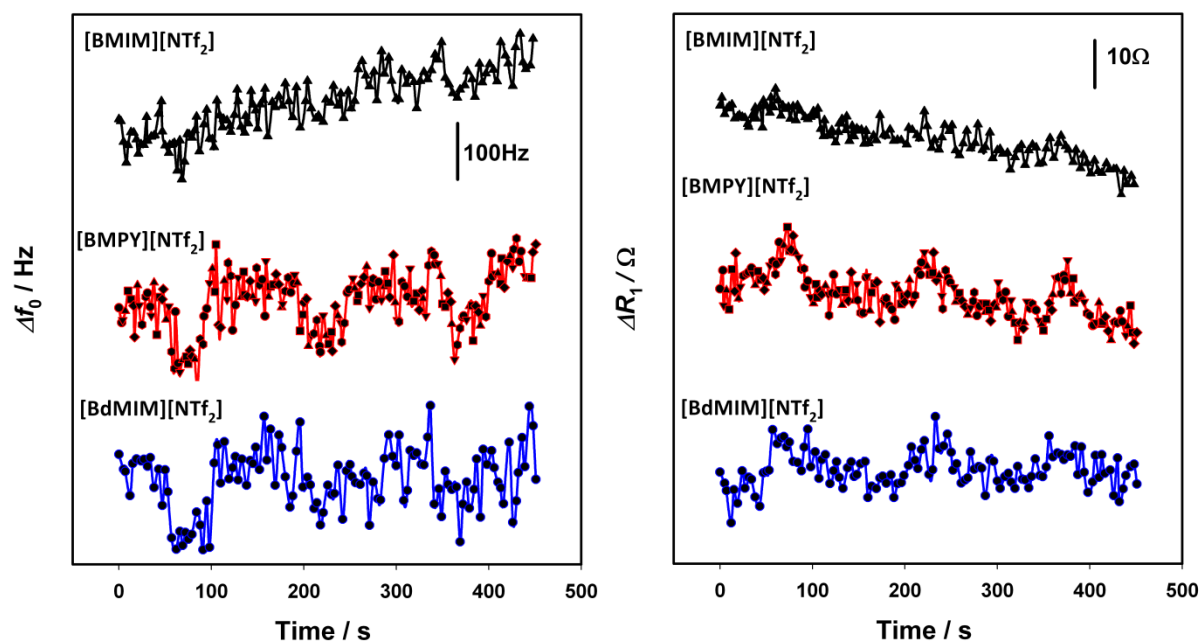 [BMIM][NTf₂]
100Hz
[BMPY][NTf₂]
[BdMIM][NTf₂]
Δf₀ / Hz
0 100 200 300 400 500
Time / s
[BMIM][NTf₂]
10Ω
[BMPY][NTf₂]
[BdMIM][NTf₂]
ΔR₁ / Ω
0 100 200 300 400 500
Time / s